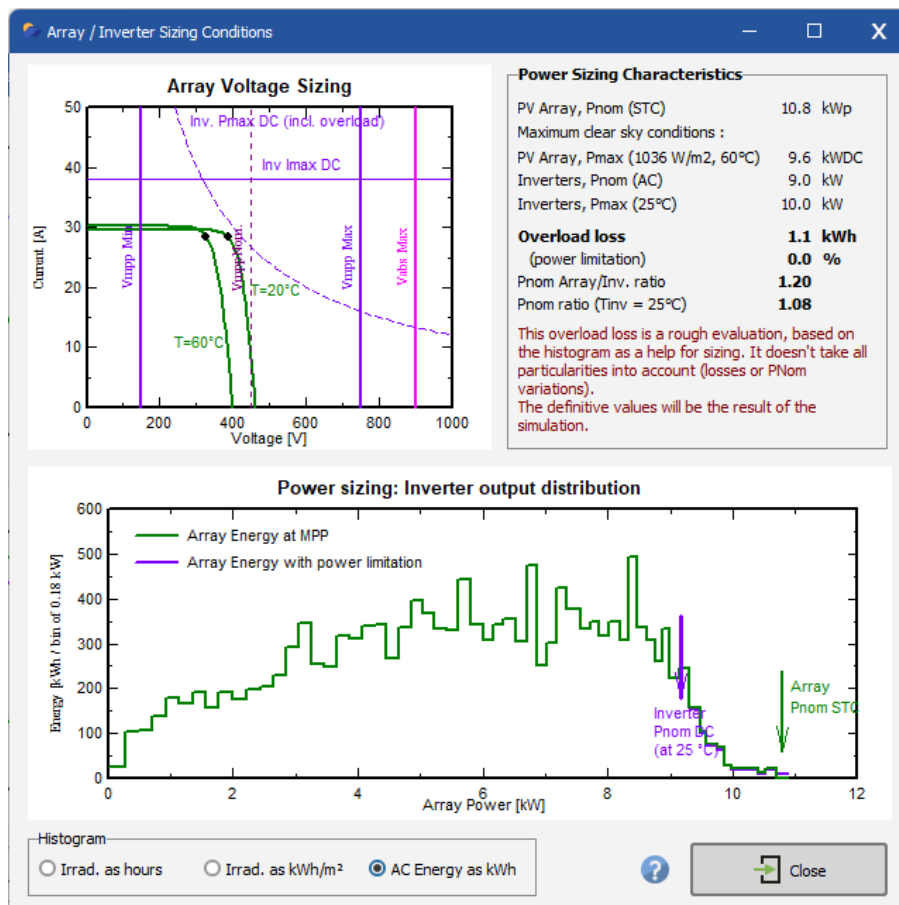 Array / Inverter Sizing Conditions
Array Voltage Sizing
50
40
30
20
10
0
Current. [A]
Inv. Pmax DC (incl. overload)
Inv Imax DC
Vmpp Min
Vmpp Nom.
Vmpp Max
Vabs Max
T=20°C
T=60°C
0 200 400 600 800 1000
Voltage [V]
Power Sizing Characteristics
PV Array, Pnom (STC) 10.8 kWp
Maximum clear sky conditions :
PV Array, Pmax (1036 W/m2, 60°C) 9.6 kWDC
Inverters, Pnom (AC) 9.0 kW
Inverters, Pmax (25°C) 10.0 kW
Overload loss 1.1 kWh
(power limitation) 0.0 %
Pnom Array/Inv. ratio 1.20
Pnom ratio (Tinv = 25°C) 1.08
This overload loss is a rough evaluation, based on
the histogram as a help for sizing. It doesn't take all
particularities into account (losses or PNom
variations).
The definitive values will be the result of the
simulation.
Power sizing: Inverter output distribution
600
500
400
300
200
100
0
Energy [kWh / bin of 0.18 kW]
Array Energy at MPP
Array Energy with power limitation
Inverter
Pnom DC
(at 25 °C)
Array
Pnom STC
0 2 4 6 8 10 12
Array Power [kW]
Histogram
Irrad. as hours
Irrad. as kWh/m²
AC Energy as kWh
?
Close